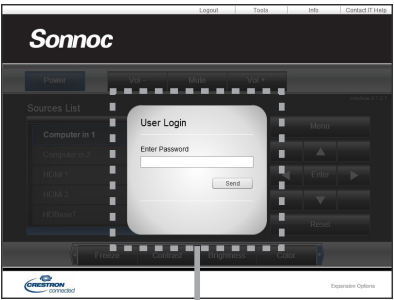 Logout Tools Info Contact IT Help
Sonnoc
Power Vol - Mute Vol +
Sources List
Computer in 1
Computer in 2
HDMI 1
HDMI 2
HDBaseT
User Login
Enter Password
Send
Menu
Enter
Reset
Freeze Contrast Brightness Color
CRESTRON
connected
Expansion Options